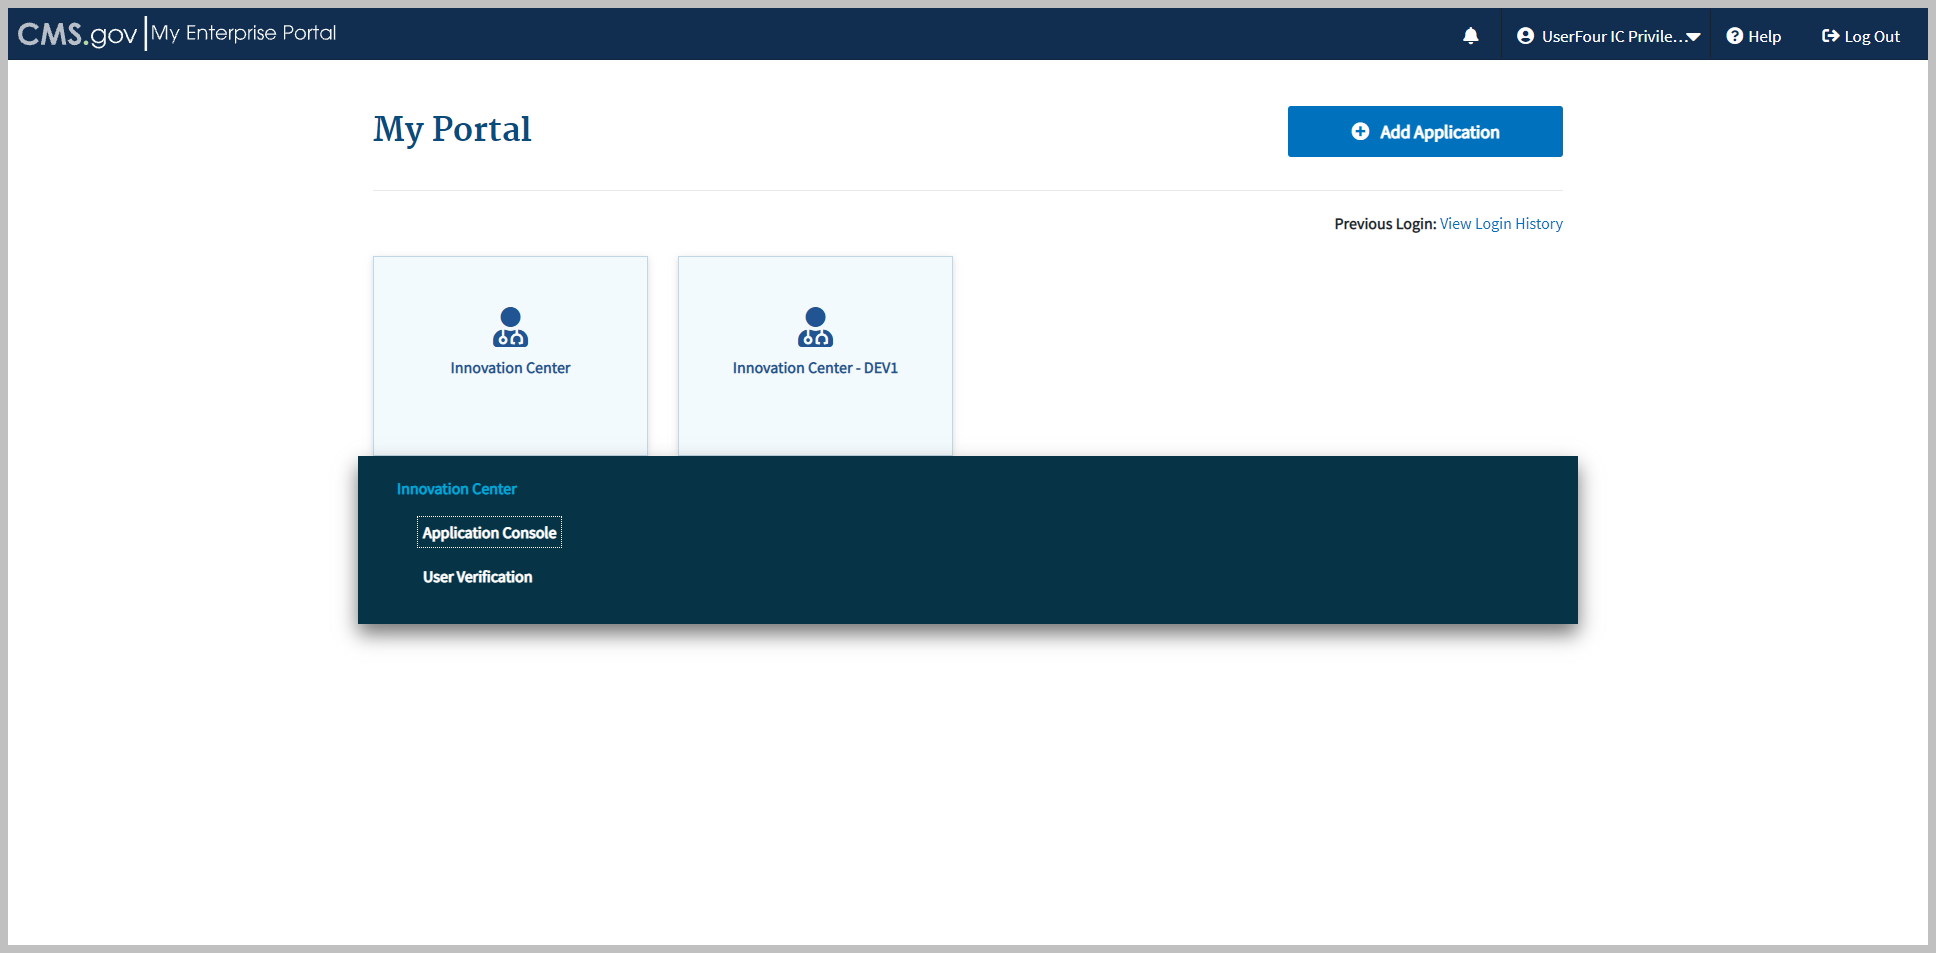 CMS.gov My Enterprise Portal
UserFour IC Privile...
Help
Log Out
My Portal
Add Application
Previous Login: View Login History
Innovation Center
Innovation Center - DEV1
Innovation Center
Application Console
User Verification